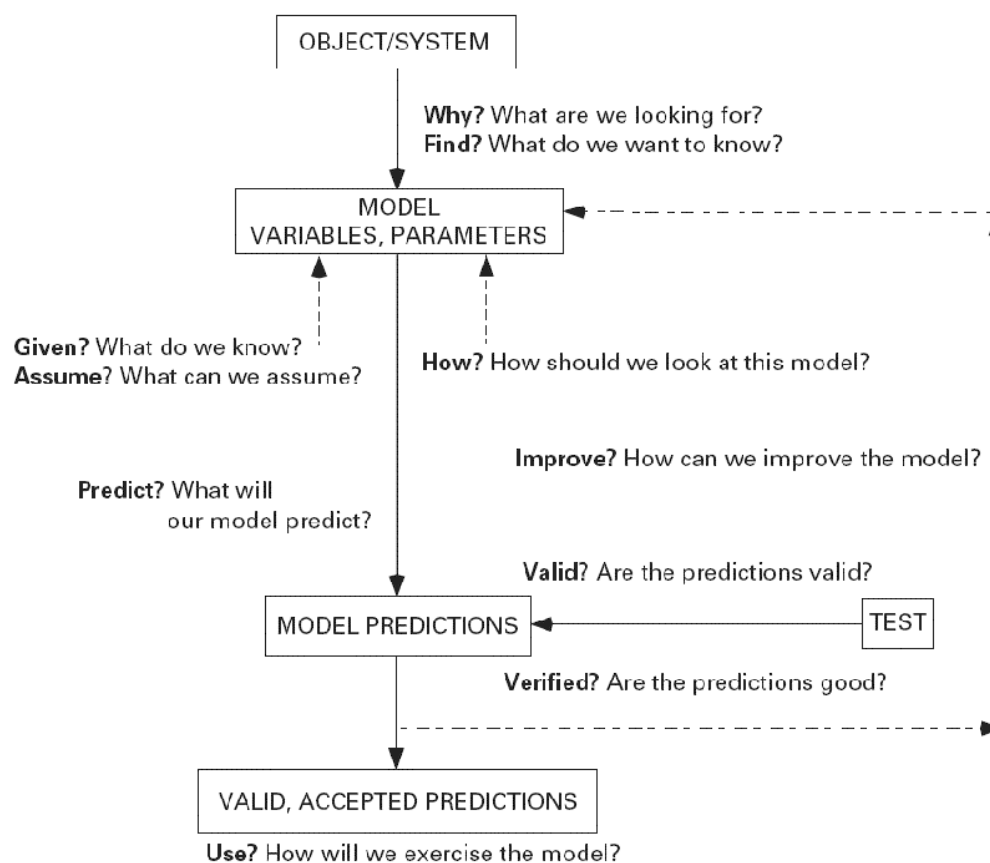 OBJECT/SYSTEM
Why? What are we looking for?
Find? What do we want to know?
MODEL
VARIABLES, PARAMETERS
Given? What do we know?
Assume? What can we assume?
How? How should we look at this model?
Improve? How can we improve the model?
Predict? What will
our model predict?
Valid? Are the predictions valid?
MODEL PREDICTIONS
TEST
Verified? Are the predictions good?
VALID, ACCEPTED PREDICTIONS
Use? How will we exercise the model?